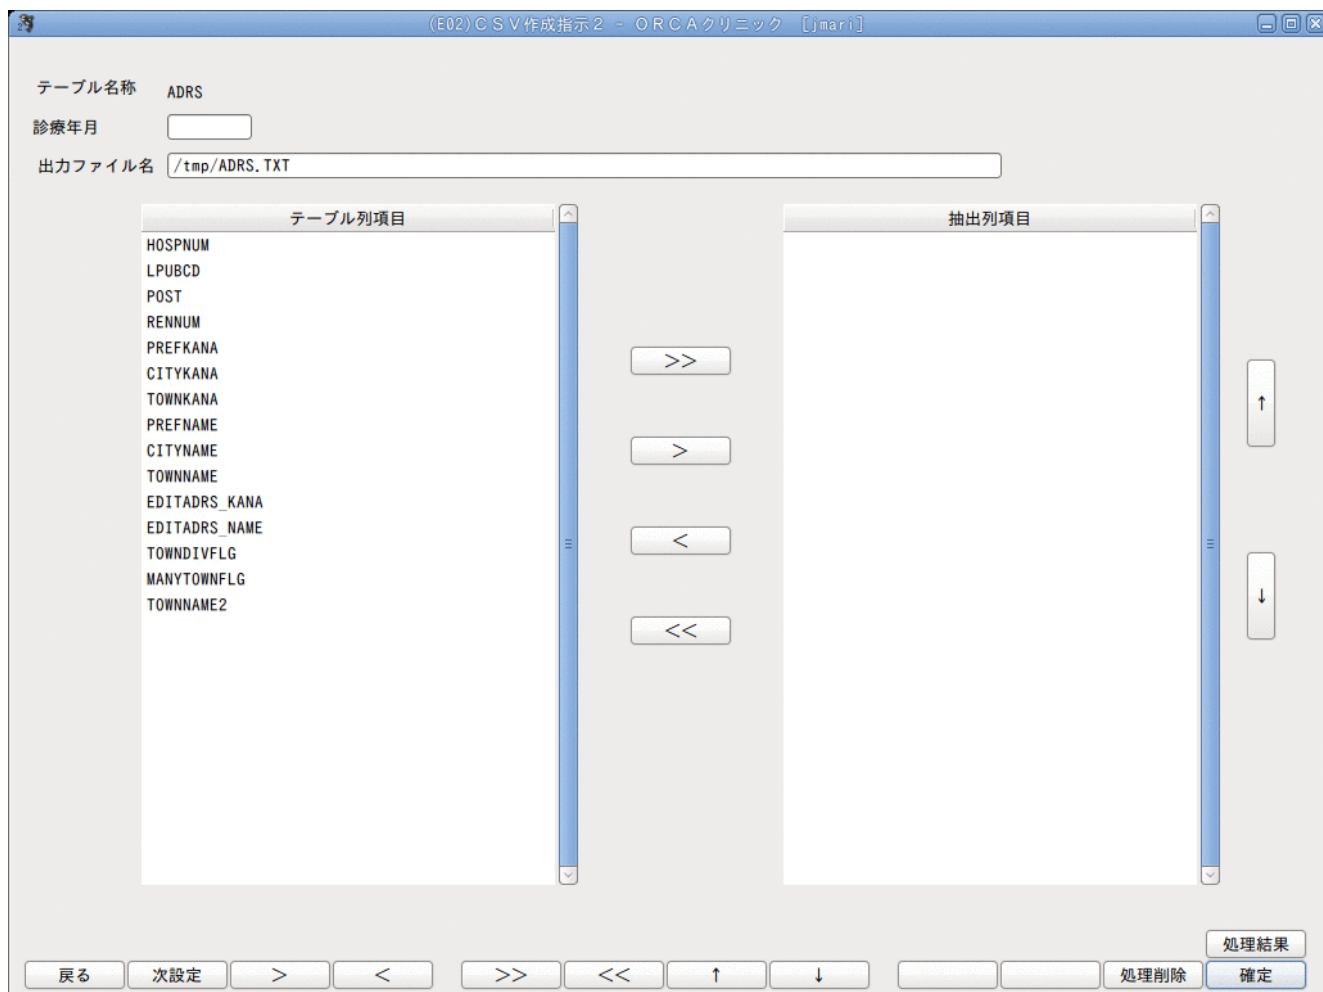 (E02)ＣＳＶ作成指示２ － ＯＲＣＡクリニック　[jmari]
テーブル名称 ADRS
診療年月
出力ファイル名 /tmp/ADRS.TXT
テーブル列項目
HOSPNUM
LPUBCD
POST
RENNUM
PREFKANA
CITYKANA
TOWNKANA
PREFNAME
CITYNAME
TOWNNAME
EDITADRS_KANA
EDITADRS_NAME
TOWNDIVFLG
MANYTOWNFLG
TOWNNAME2
>>
>
<
<<
抽出列項目
↑
↓
処理結果
戻る 次設定 > < >> << ↑ ↓ 処理削除 確定